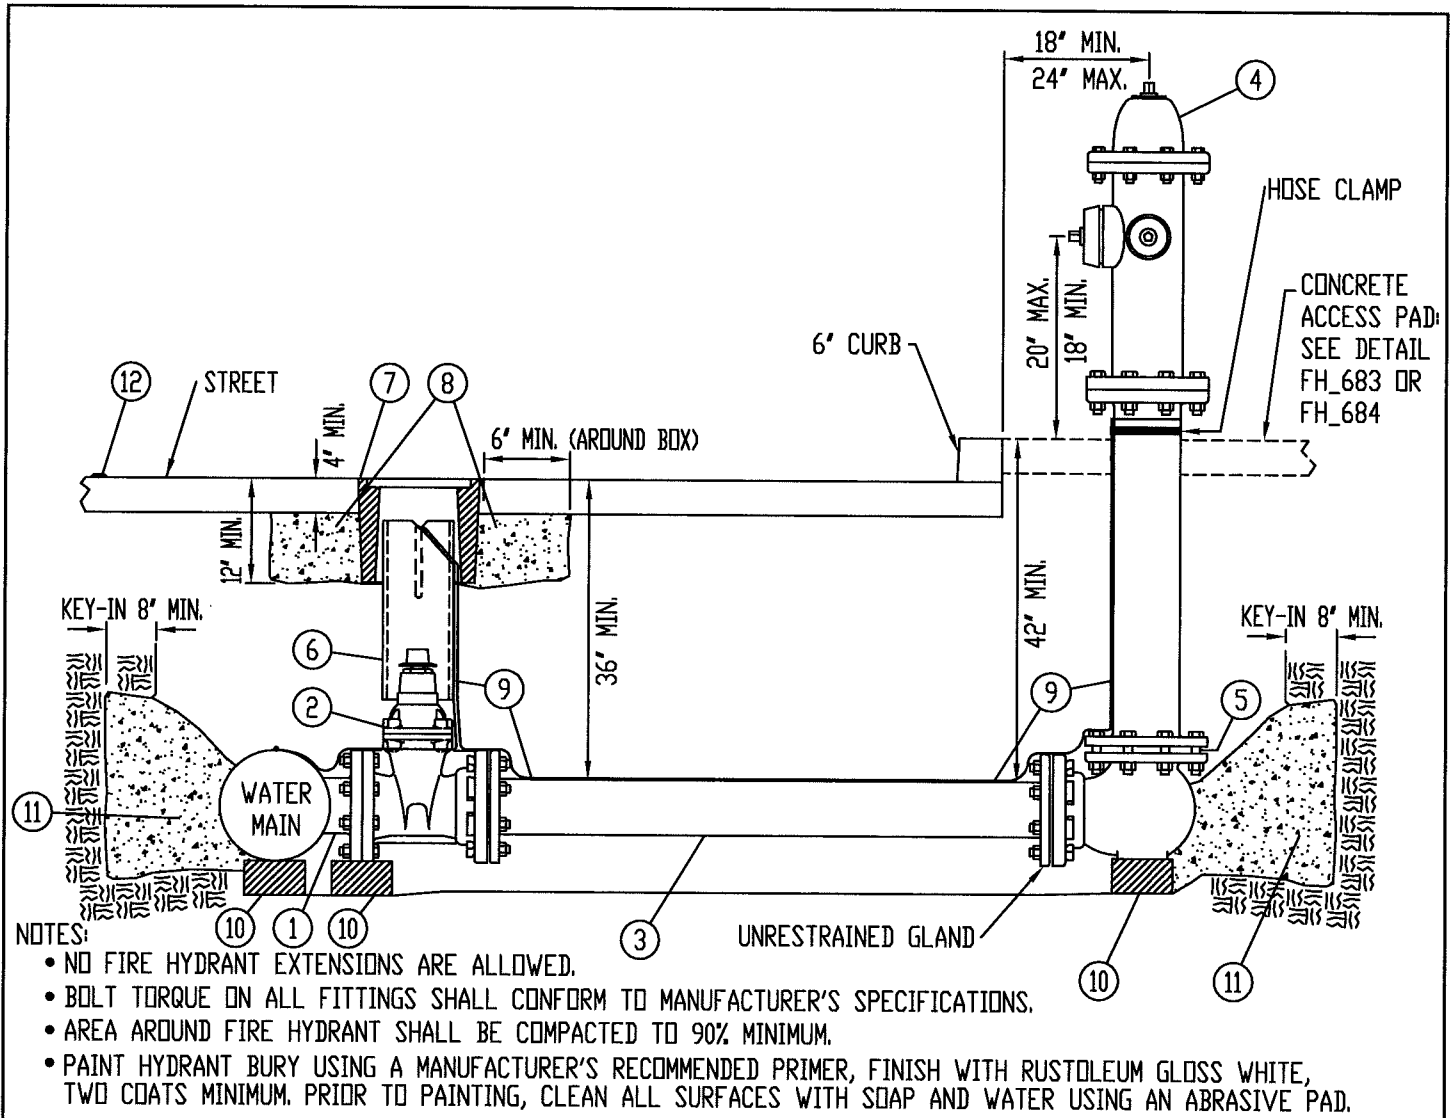 18" MIN.
24" MAX.
4
HOSE CLAMP
20" MAX.
18" MIN.
CONCRETE
ACCESS PAD:
SEE DETAIL
FH_683 OR
FH_684
6" CURB
12
STREET
7
8
4" MIN.
6" MIN. (AROUND BOX)
12" MIN.
KEY-IN 8" MIN.
36" MIN.
42" MIN.
KEY-IN 8" MIN.
6
9
9
2
5
WATER
MAIN
11
11
10
1
10
3
UNRESTRAINED GLAND
10
NOTES:
• NO FIRE HYDRANT EXTENSIONS ARE ALLOWED.
• BOLT TORQUE ON ALL FITTINGS SHALL CONFORM TO MANUFACTURER'S SPECIFICATIONS.
• AREA AROUND FIRE HYDRANT SHALL BE COMPACTED TO 90% MINIMUM.
• PAINT HYDRANT BURY USING A MANUFACTURER'S RECOMMENDED PRIMER, FINISH WITH RUSTOLEUM GLOSS WHITE,
TWO COATS MINIMUM. PRIOR TO PAINTING, CLEAN ALL SURFACES WITH SOAP AND WATER USING AN ABRASIVE PAD.